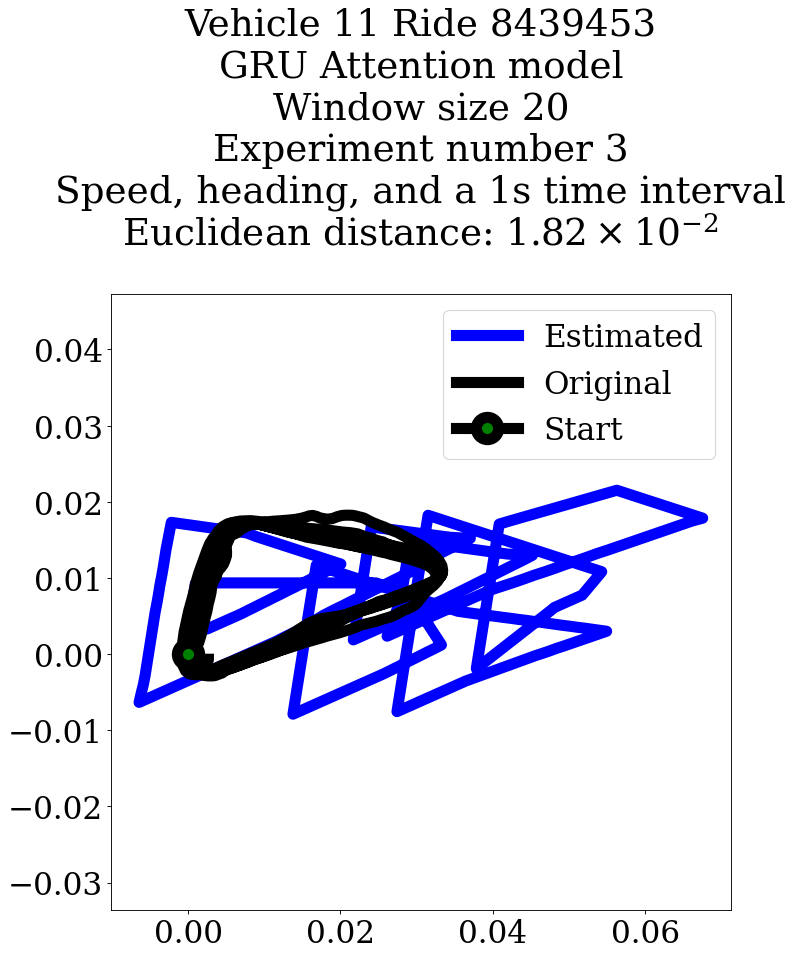 Vehicle 11 Ride 8439453
GRU Attention model
Window size 20
Experiment number 3
Speed, heading, and a 1s time interval
Euclidean distance: 1.82 × 10⁻²
Estimated
Original
Start
0.04
0.03
0.02
0.01
0.00
−0.01
−0.02
−0.03
0.00 0.02 0.04 0.06